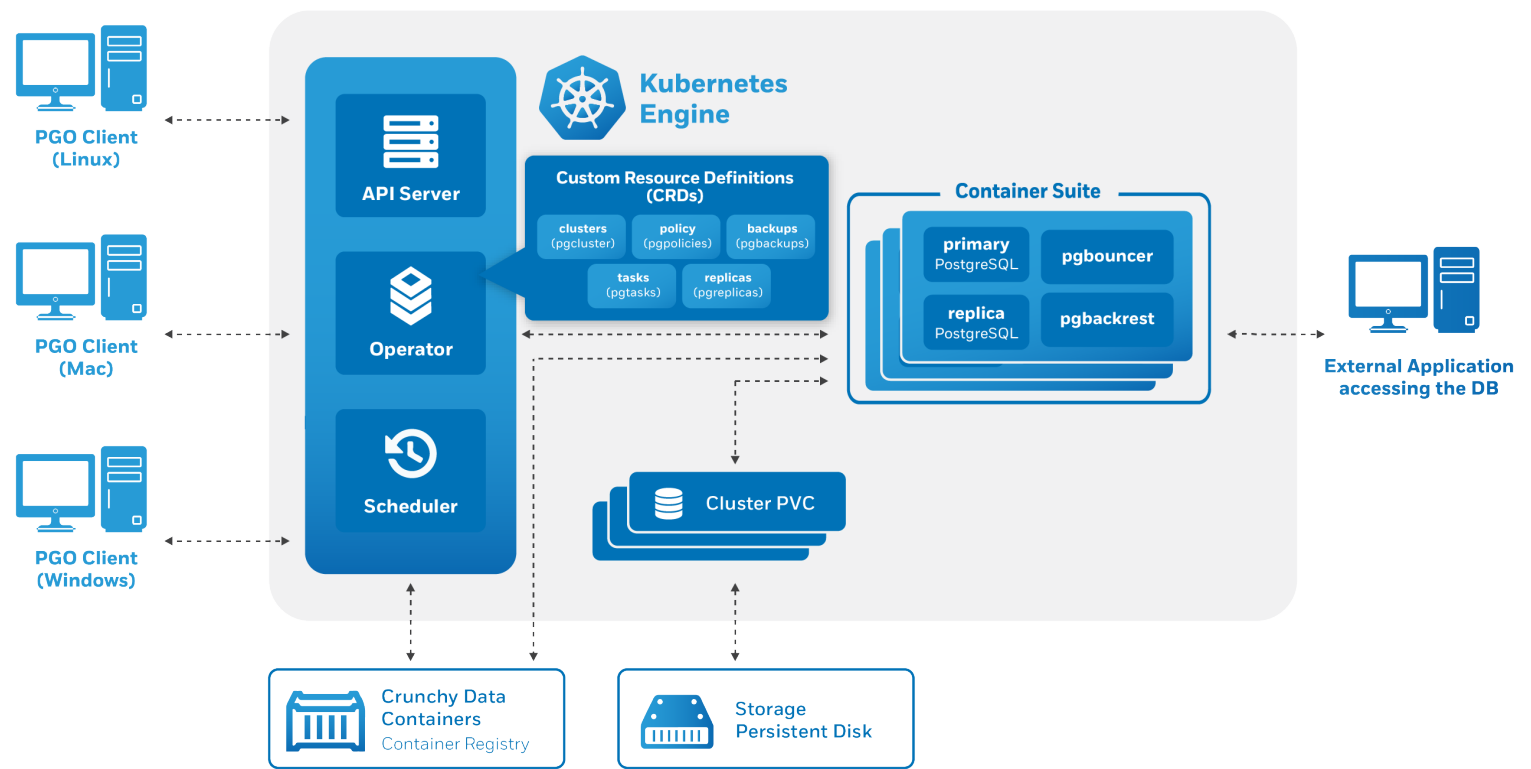 PGO Client
(Linux)
PGO Client
(Mac)
PGO Client
(Windows)
API Server
Operator
Scheduler
Kubernetes
Engine
Custom Resource Definitions
(CRDs)
clusters
(pgcluster)
policy
(pgpolicies)
backups
(pgbackups)
tasks
(pgtasks)
replicas
(pgreplicas)
Container Suite
primary
PostgreSQL
pgbouncer
replica
PostgreSQL
pgbackrest
External Application
accessing the DB
Cluster PVC
Crunchy Data
Containers
Container Registry
Storage
Persistent Disk